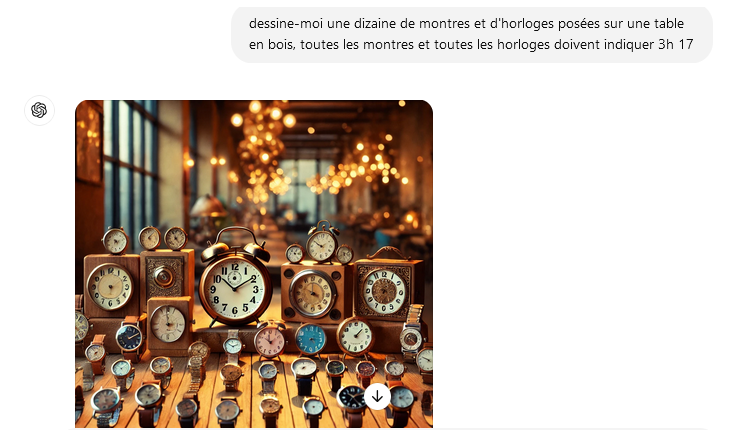 dessine-moi une dizaine de montres et d'horloges posées sur une table
en bois, toutes les montres et toutes les horloges doivent indiquer 3h 17